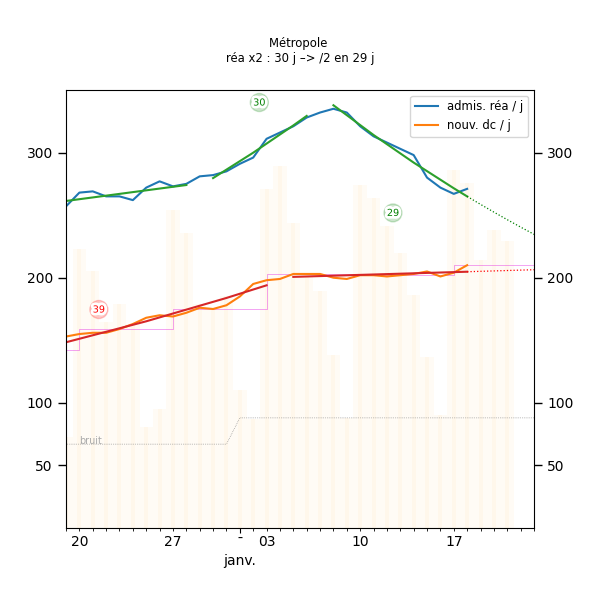 Métropole
réa x2 : 30 j –> /2 en 29 j
admis. réa / j
nouv. dc / j
30
29
39
300
200
100
50
300
200
100
50
bruit
20
27
-
03
10
17
janv.